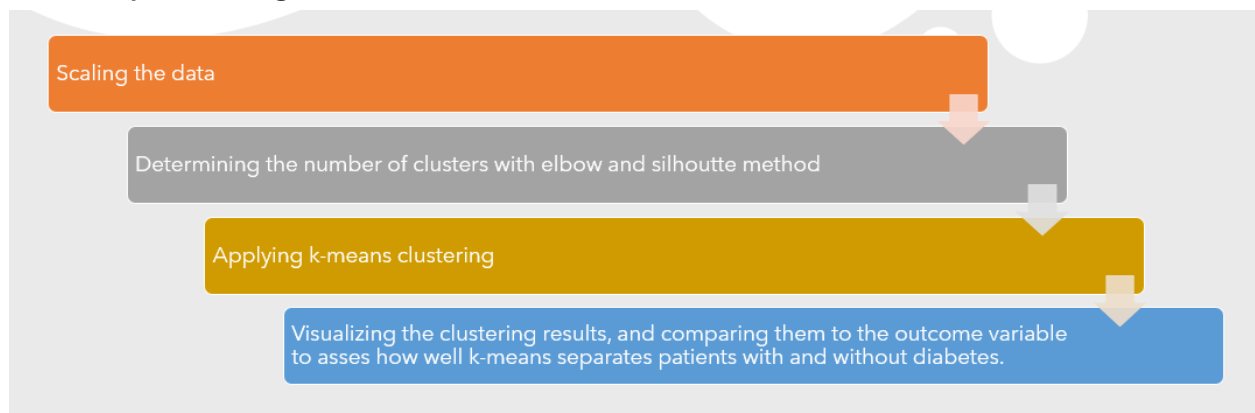 Scaling the data
Determining the number of clusters with elbow and silhoutte method
Applying k-means clustering
Visualizing the clustering results, and comparing them to the outcome variable
to asses how well k-means separates patients with and without diabetes.